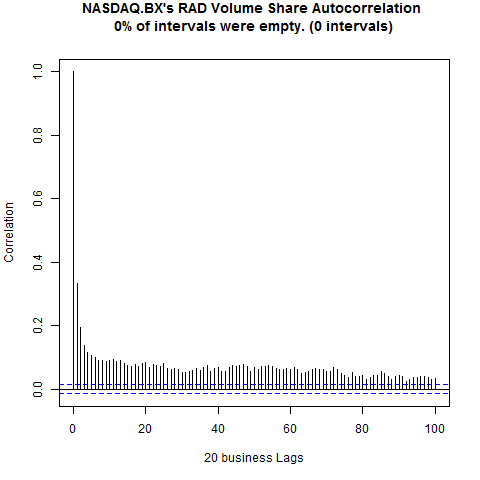 NASDAQ.BX's RAD Volume Share Autocorrelation
0% of intervals were empty. (0 intervals)
1.0
0.8
0.6
0.4
0.2
0.0
Correlation
0 20 40 60 80 100
20 business Lags